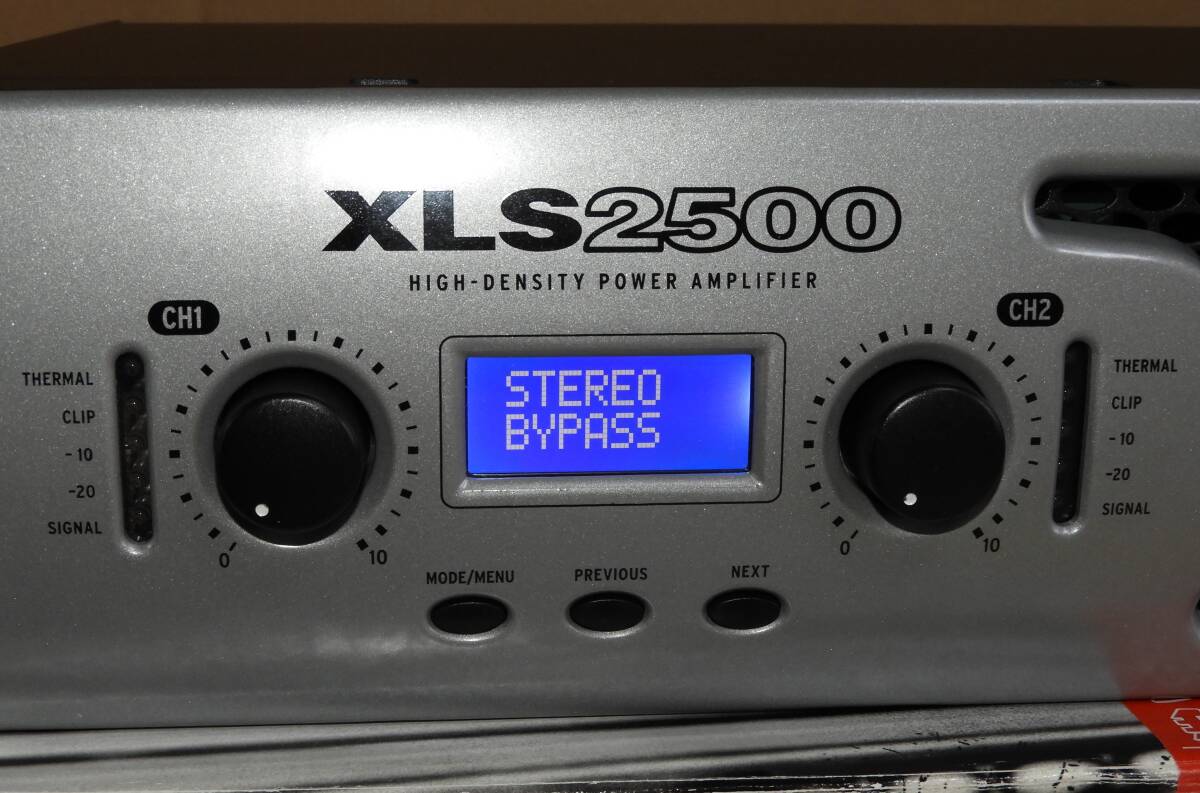 XLS2500
HIGH-DENSITY POWER AMPLIFIER
CH1
THERMAL
CLIP
-10
-20
SIGNAL
0
10
STEREO
BYPASS
CH2
THERMAL
CLIP
-10
-20
SIGNAL
0
10
MODE/MENU
PREVIOUS
NEXT